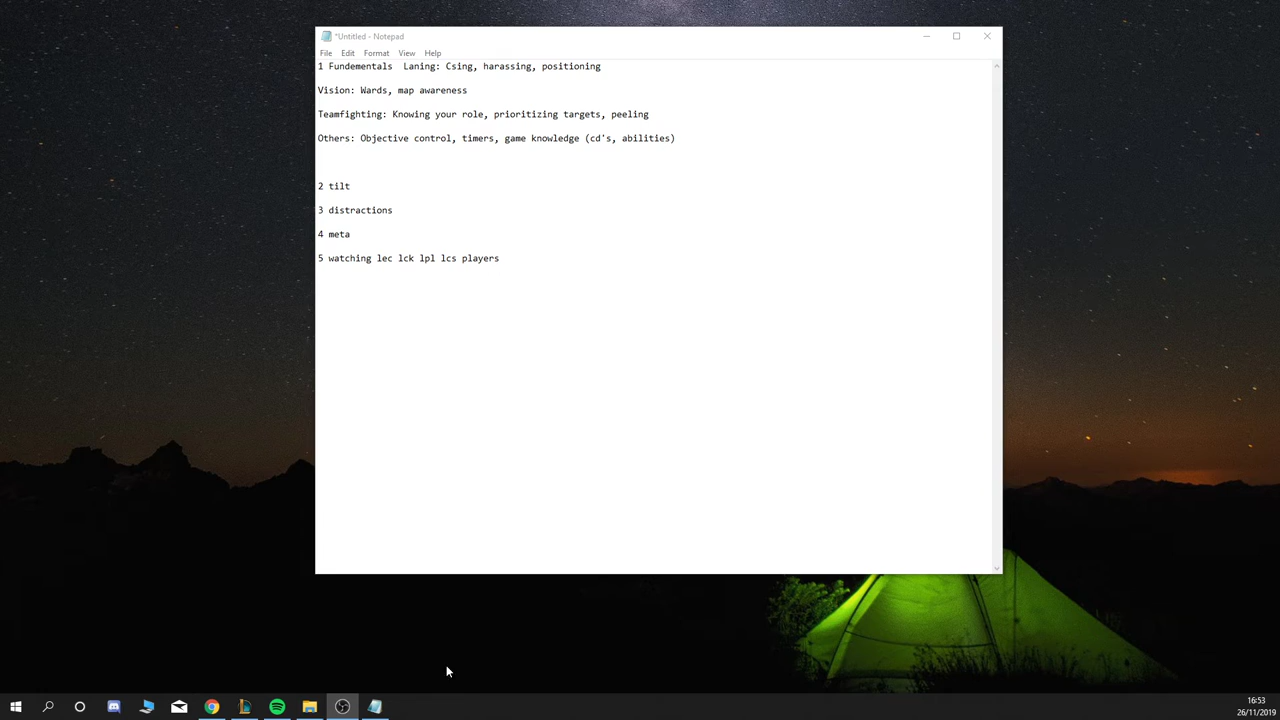 *Untitled - Notepad
File Edit Format View Help
1 Fundementals  Laning: Csing, harassing, positioning
Vision: Wards, map awareness
Teamfighting: Knowing your role, prioritizing targets, peeling
Others: Objective control, timers, game knowledge (cd's, abilities)
2 tilt
3 distractions
4 meta
5 watching lec lck lpl lcs players
16:53
26/11/2019